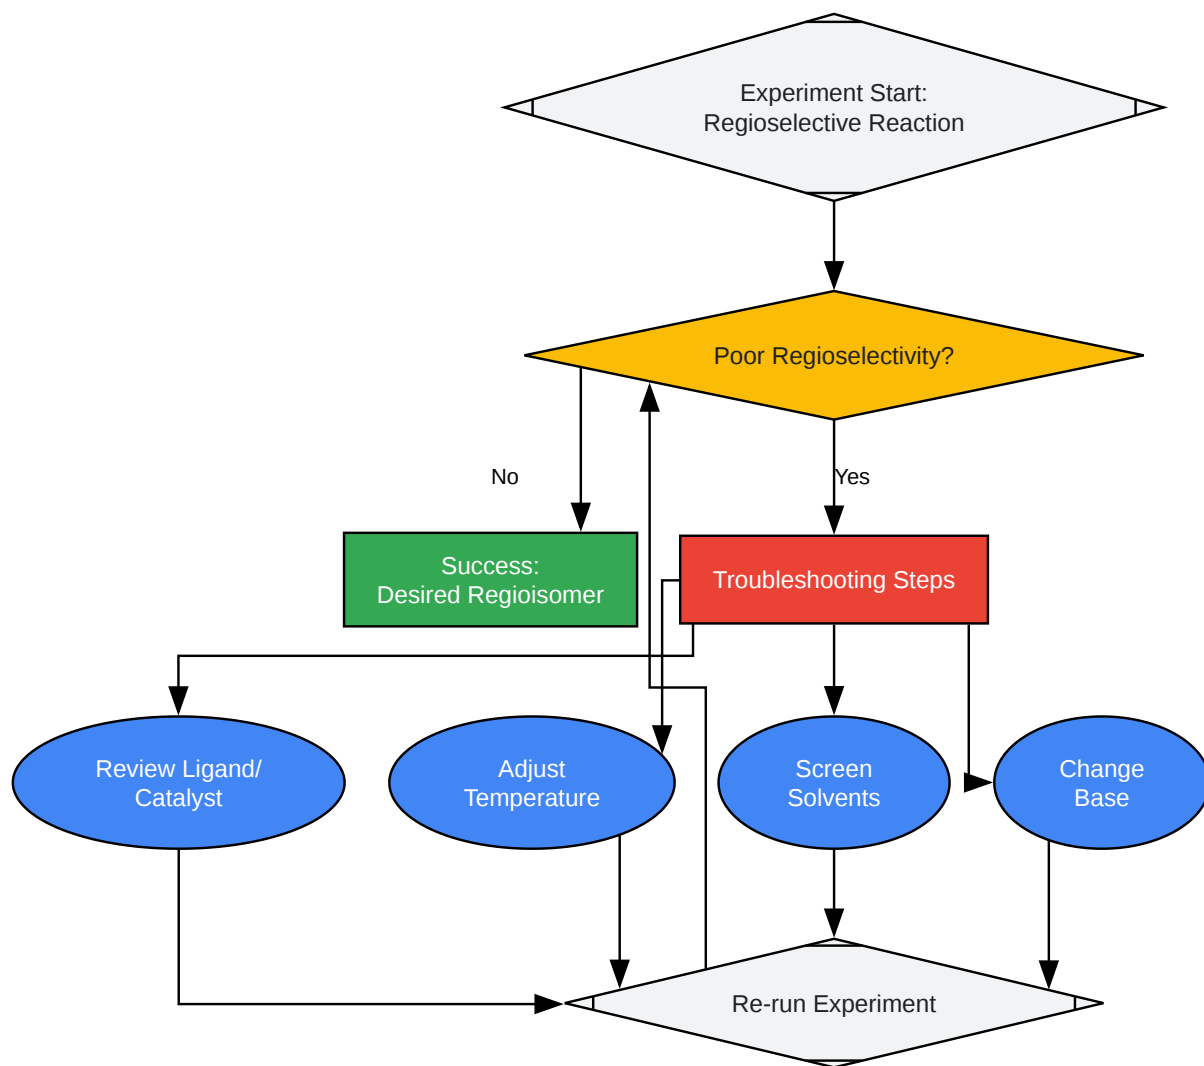 Experiment Start:
Regioselective Reaction
Poor Regioselectivity?
No
Yes
Success:
Desired Regioisomer
Troubleshooting Steps
Review Ligand/
Catalyst
Adjust
Temperature
Screen
Solvents
Change
Base
Re-run Experiment